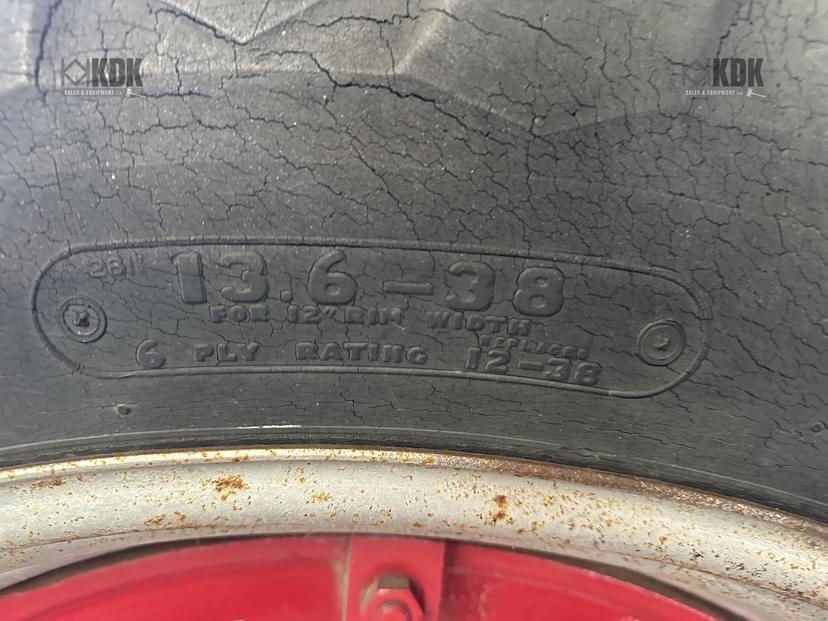 KDK
SALES & EQUIPMENT LLC
KDK
SALES & EQUIPMENT LLC
2811
13.6-38
FOR 12" RIM WIDTH
6 PLY RATING
REPLACES
12-38